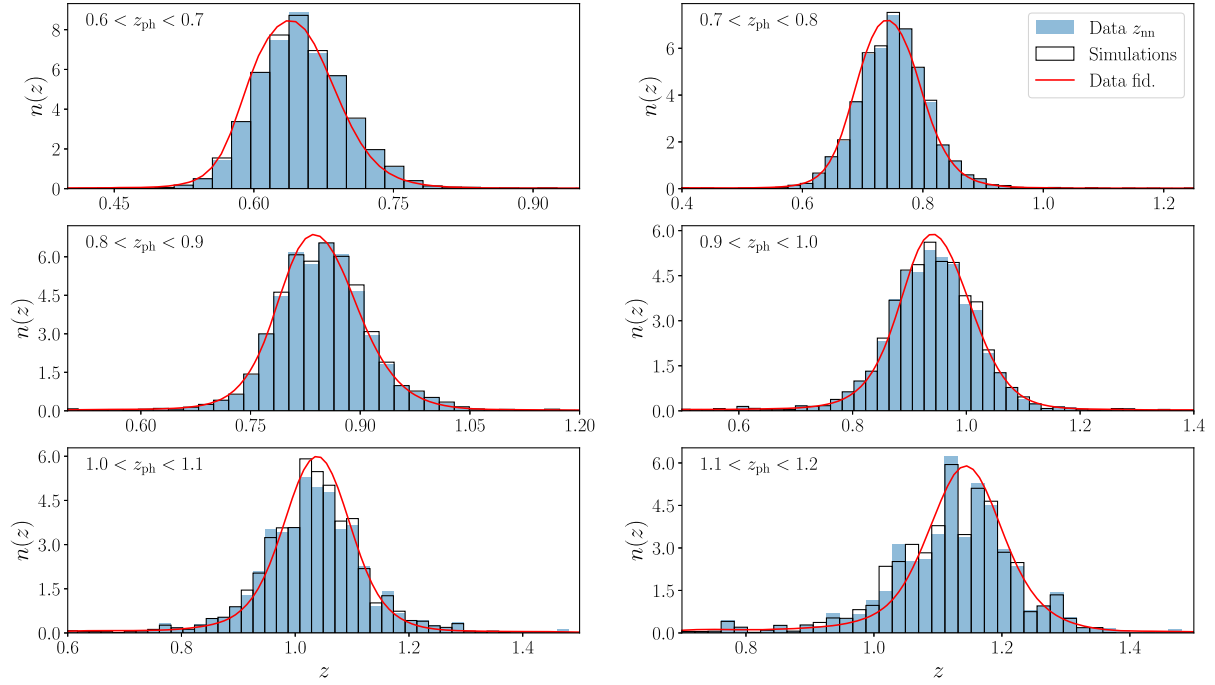 0.6 < z_ph < 0.7
n(z)
8
6
4
2
0
0.45 0.60 0.75 0.90
0.7 < z_ph < 0.8
Data z_nn
Simulations
Data fid.
n(z)
6
4
2
0
0.4 0.6 0.8 1.0 1.2
0.8 < z_ph < 0.9
n(z)
6.0
4.5
3.0
1.5
0.0
0.60 0.75 0.90 1.05 1.20
0.9 < z_ph < 1.0
n(z)
6.0
4.5
3.0
1.5
0.0
0.8 1.0 1.2 1.4
1.0 < z_ph < 1.1
n(z)
6.0
4.5
3.0
1.5
0.0
0.6 0.8 1.0 1.2 1.4
z
1.1 < z_ph < 1.2
n(z)
6.0
4.5
3.0
1.5
0.0
0.8 1.0 1.2 1.4
z